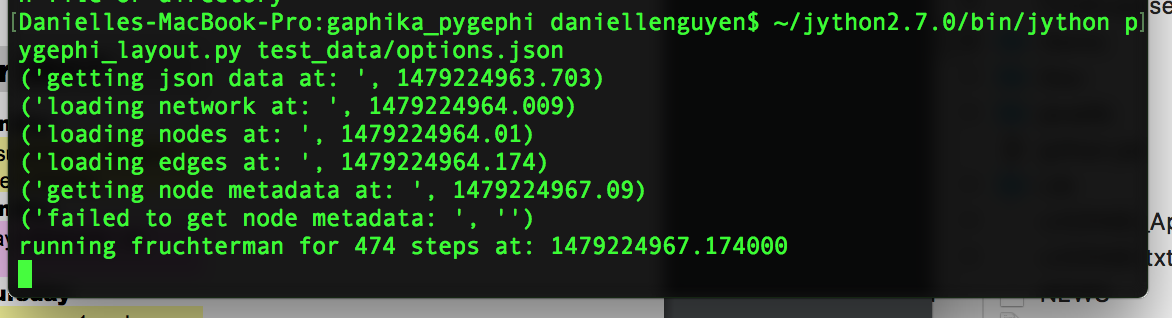 [Danielles-MacBook-Pro:gaphika_pygephi daniellenguyen$ ~/jython2.7.0/bin/jython p]
ygephi_layout.py test_data/options.json
('getting json data at: ', 1479224963.703)
('loading network at: ', 1479224964.009)
('loading nodes at: ', 1479224964.01)
('loading edges at: ', 1479224964.174)
('getting node metadata at: ', 1479224967.09)
('failed to get node metadata: ', '')
running fruchterman for 474 steps at: 1479224967.174000